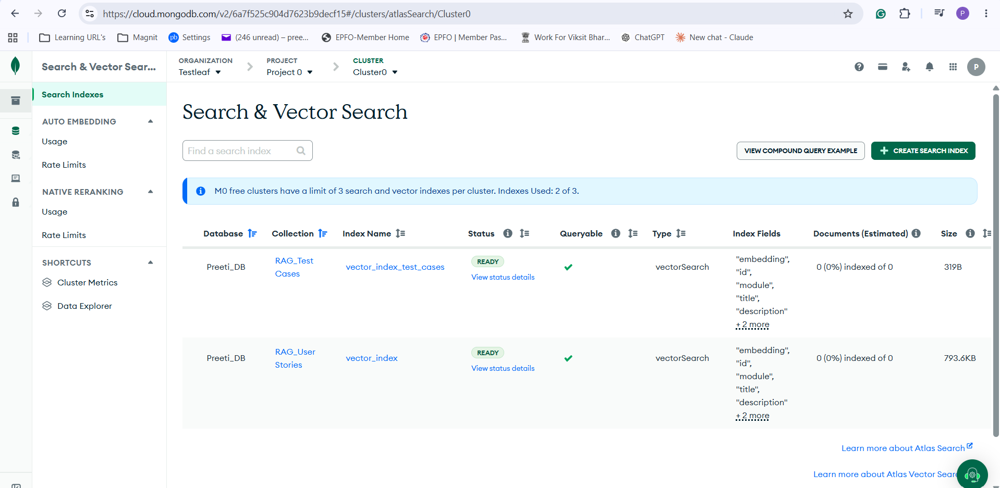 https://cloud.mongodb.com/v2/6a7f525c904d7623b9decf15#/clusters/atlasSearch/Cluster0
P
Learning URL's
Magnit
pb Settings
(246 unread) – pree...
EPFO-Member Home
EPFO | Member Pas...
Work For Viksit Bhar...
ChatGPT
New chat - Claude
Search & Vector Sear...
ORGANIZATION
Testleaf
PROJECT
Project 0
CLUSTER
Cluster0
P
Search Indexes
AUTO EMBEDDING
Usage
Rate Limits
NATIVE RERANKING
Usage
Rate Limits
SHORTCUTS
Cluster Metrics
Data Explorer
Search & Vector Search
Find a search index
VIEW COMPOUND QUERY EXAMPLE
CREATE SEARCH INDEX
M0 free clusters have a limit of 3 search and vector indexes per cluster. Indexes Used: 2 of 3.
Database Collection Index Name Status Queryable Type Index Fields Documents (Estimated) Size
Preeti_DB
RAG_Test
Cases
vector_index_test_cases
READY
View status details
vectorSearch
"embedding",
"id",
"module",
"title",
"description"
+ 2 more
0 (0%) indexed of 0
319B
Preeti_DB
RAG_User
Stories
vector_index
READY
View status details
vectorSearch
"embedding",
"id",
"module",
"title",
"description"
+ 2 more
0 (0%) indexed of 0
793.6KB
Learn more about Atlas Search
Learn more about Atlas Vector Sear